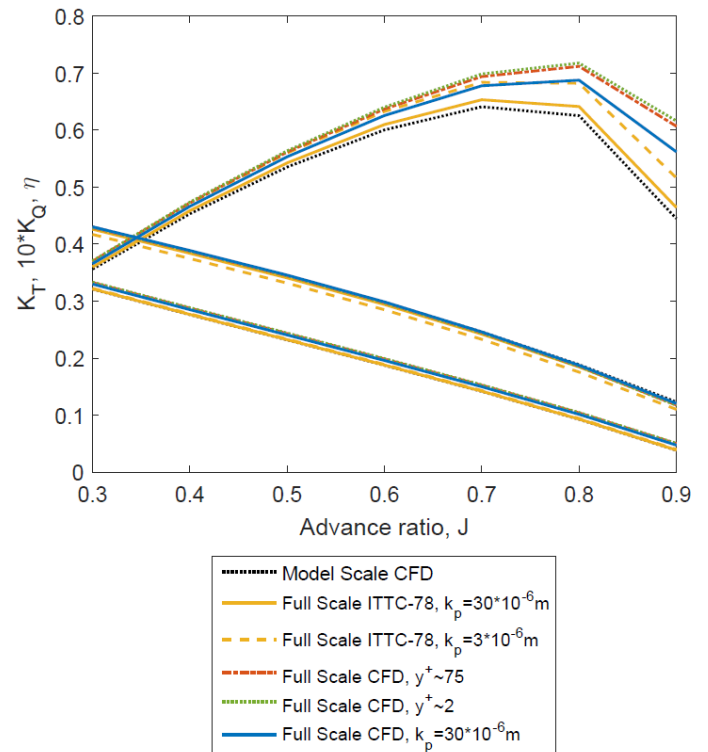 0.8
0.7
0.6
0.5
0.4
0.3
0.2
0.1
0
K_T, 10*K_Q, η
0.3 0.4 0.5 0.6 0.7 0.8 0.9
Advance ratio, J
Model Scale CFD
Full Scale ITTC-78, k_p=30*10^-6m
Full Scale ITTC-78, k_p=3*10^-6m
Full Scale CFD, y^+~75
Full Scale CFD, y^+~2
Full Scale CFD, k_p=30*10^-6m